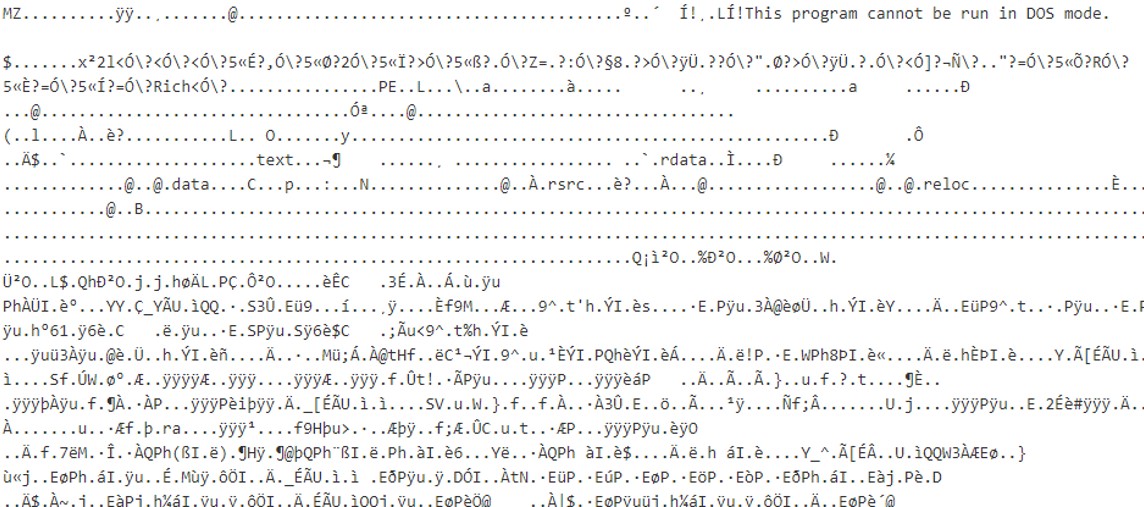 MZ..........ÿÿ..¸.......@.......................................º..´ Í!¸.LÍ!This program cannot be run in DOS mode.
$.......x²2l<Ó\?<Ó\?<Ó\?5«É?,Ó\?5«Ø?2Ó\?5«Ï?>Ó\?5«ß?.Ó\?Z=.?:Ó\?§8.?>Ó\?ÿÜ.??Ó\?".Ø?>Ó\?ÿÜ.?.Ó\?<Ó]?¬Ñ\?.."?=Ó\?5«Õ?RÓ\?
5«È?=Ó\?5«Í?=Ó\?Rich<Ó\?...............PE..L...\..a........à..... ..¸ ..........a ......Ð
...@................................Óª....@................................
(..l....À..è?............L.. O.......y...............................................Ð .Ô
..Ä$..`....................text...¬¶ ......¸ ................. ..`.rdata..Ì....Ð ......¼
.............@..@.data....C...p...:...N................@..À.rsrc...è?...À...@..................@..@.reloc...............È...
...........@..B
Q¡ì²O..%Ð²O...%Ø²O..W.
Ü²O..L$.QhÐ²O.j.j.høÄL.PÇ.Ô²O.....èÊC .3É.À..Á.ù.ÿu
PhÀÜI.è°...YY.Ç_YÃU.ìQQ.·.S3Û.Eü9...í...¸ÿ....Èf9M...Æ...9^.t'h.ÝI.ès....·E.Pÿu.3À@èøÜ..h.ÝI.èY....Ä..EüP9^.t..·.Pÿu..·E.P
ÿu.h°61.ÿ6è.C .ë.ÿu..·E.SPÿu.Sÿ6è$C .;Ãu<9^.t%h.ÝI.è
...ÿuü3Àÿu.@è.Ü..h.ÝI.èñ....Ä..·..Mü;Á.À@tHf..ëC¹¬ÝI.9^.u.¹ÈÝI.PQhèÝI.èÁ....Ä.ë!P.·E.WPh8ÞI.è«....Ä.ë.hÈÞI.è....Y.Ã[ÉÃU.ì
ì....Sf.ÚW.ø°.Æ..ÿÿÿÿÆ..ÿÿÿ....ÿÿÿÆ..ÿÿÿ.f.Ût!.·ÃPÿu....ÿÿÿP...ÿÿÿèáP ..Ä..Ã..Ã.}..u.f.?.t....¶È..
.ÿÿÿþÀÿu.f.¶À.·ÀP...ÿÿÿPèiþÿÿ.Ä._[ÉÃU.ì.ì....SV.u.W.}.f..f.À..·À3Û.E..ö..Ã...¹ÿ....Ñf;Â.......U.j....ÿÿÿPÿu..E.2Éè#ÿÿÿ.Ä..
À.......u..·Æf.þ.ra....ÿÿÿ¹....f9Hþu>.·..Æþÿ..f;Æ.ÛC.u.t..·ÆP...ÿÿÿPÿu.èÿO
..Ä.f.7ëM.·Î.·ÀQPh(ßI.ë).¶Hÿ.¶@þQPh¨ßI.ë.Ph.àI.è6...Yë..·ÀQPh àI.è$....Ä.ë.h áI.è....Y_^.Ã[ÉÂ..U.ìQQW3ÀÆEø..}
ù«j..EøPh.áI.ÿu..É.Mùÿ.ôÖI..Ä._ÉÃU.ì.ì .EðPÿu.ÿ.DÓI..ÀtN.·EüP.·EúP.·EøP.·EöP.·EòP.·EðPh.áI..Eàj.Pè.D
..Ä$.À~.j..EàPj.h¼áI.ÿu.ÿ.ôÖI..Ä.ÉÃU.ìQOj.ÿu..EøPèÖ@ ..À|$.·EøPÿuüj.h¼áI.ÿu.ÿ.ôÖI..Ä..EøPè´@